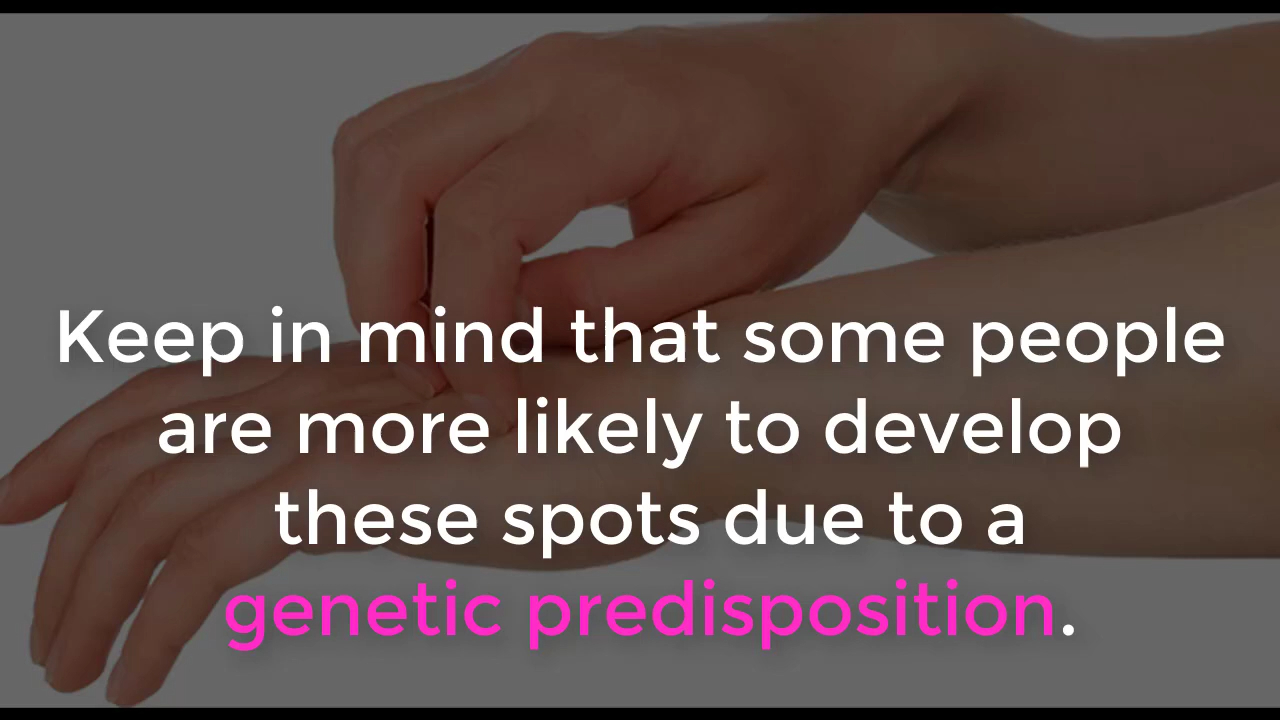 Keep in mind that some people
are more likely to develop
these spots due to a
genetic predisposition.